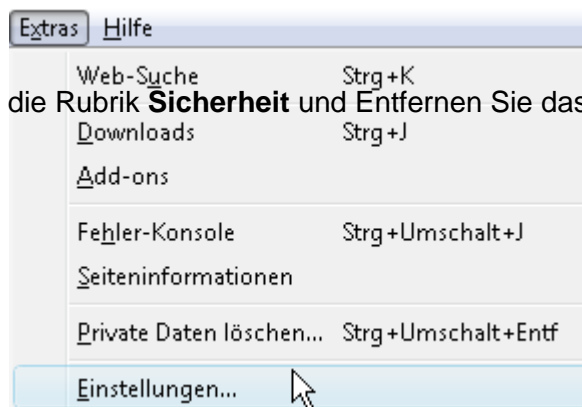 Extras Hilfe
Web-Suche Strg+K
die Rubrik Sicherheit und Entfernen Sie das
Downloads Strg+J
Add-ons
Fehler-Konsole Strg+Umschalt+J
Seiteninformationen
Private Daten löschen... Strg+Umschalt+Entf
Einstellungen...